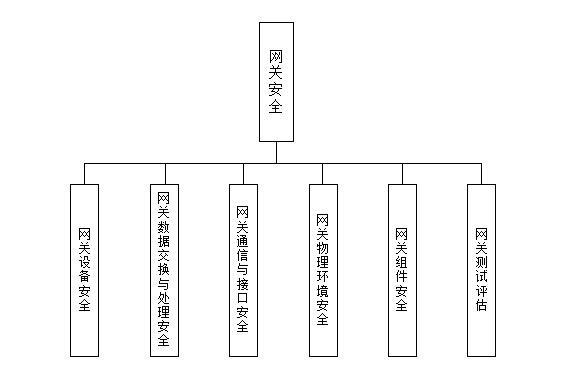 网关安全
网关设备安全
网关数据交换与处理安全
网关通信与接口安全
网关物理环境安全
网关组件安全
网关测试评估